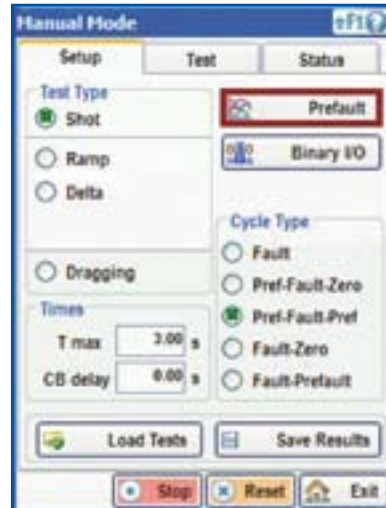 Manual Mode
eF1?
Setup Test Status
Test Type
Shot
Ramp
Delta
Dragging
Times
T max 3.00 s
CB delay 0.00 s
Prefault
Binary I/O
Cycle Type
Fault
Pref-Fault-Zero
Pref-Fault-Pref
Fault-Zero
Fault-Prefault
Load Tests Save Results
Stop Reset Exit